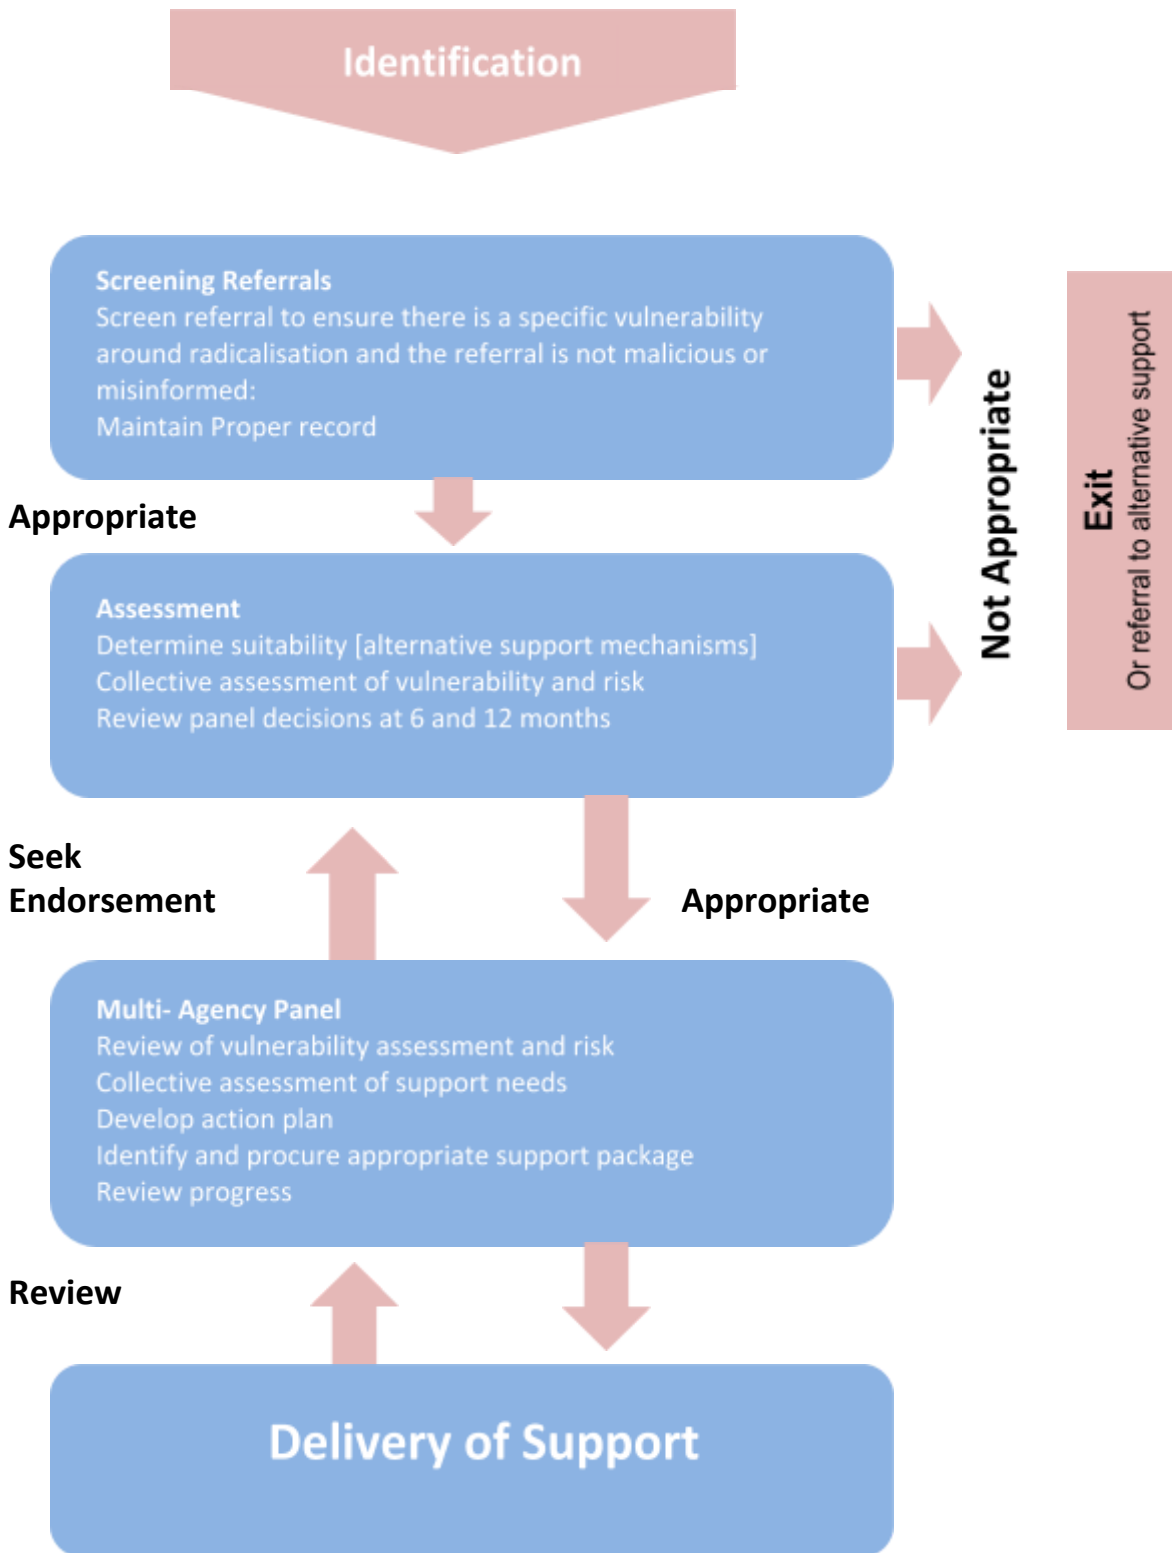 Identification
Screening Referrals
Screen referral to ensure there is a specific vulnerability
around radicalisation and the referral is not malicious or
misinformed:
Maintain Proper record
Not Appropriate
Exit
Or referral to alternative support
Appropriate
Assessment
Determine suitability [alternative support mechanisms]
Collective assessment of vulnerability and risk
Review panel decisions at 6 and 12 months
Seek
Endorsement
Appropriate
Multi- Agency Panel
Review of vulnerability assessment and risk
Collective assessment of support needs
Develop action plan
Identify and procure appropriate support package
Review progress
Review
Delivery of Support